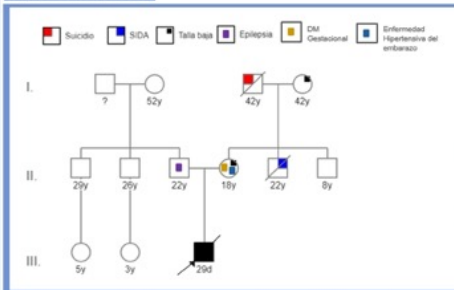 Suicidio SIDA Talla baja Epilepsia DM Gestacional Enfermedad Hipertensiva del embarazo
I.
? 52y 42y 42y
II.
29y 26y 22y 18y 22y 8y
III.
5y 3y 29d